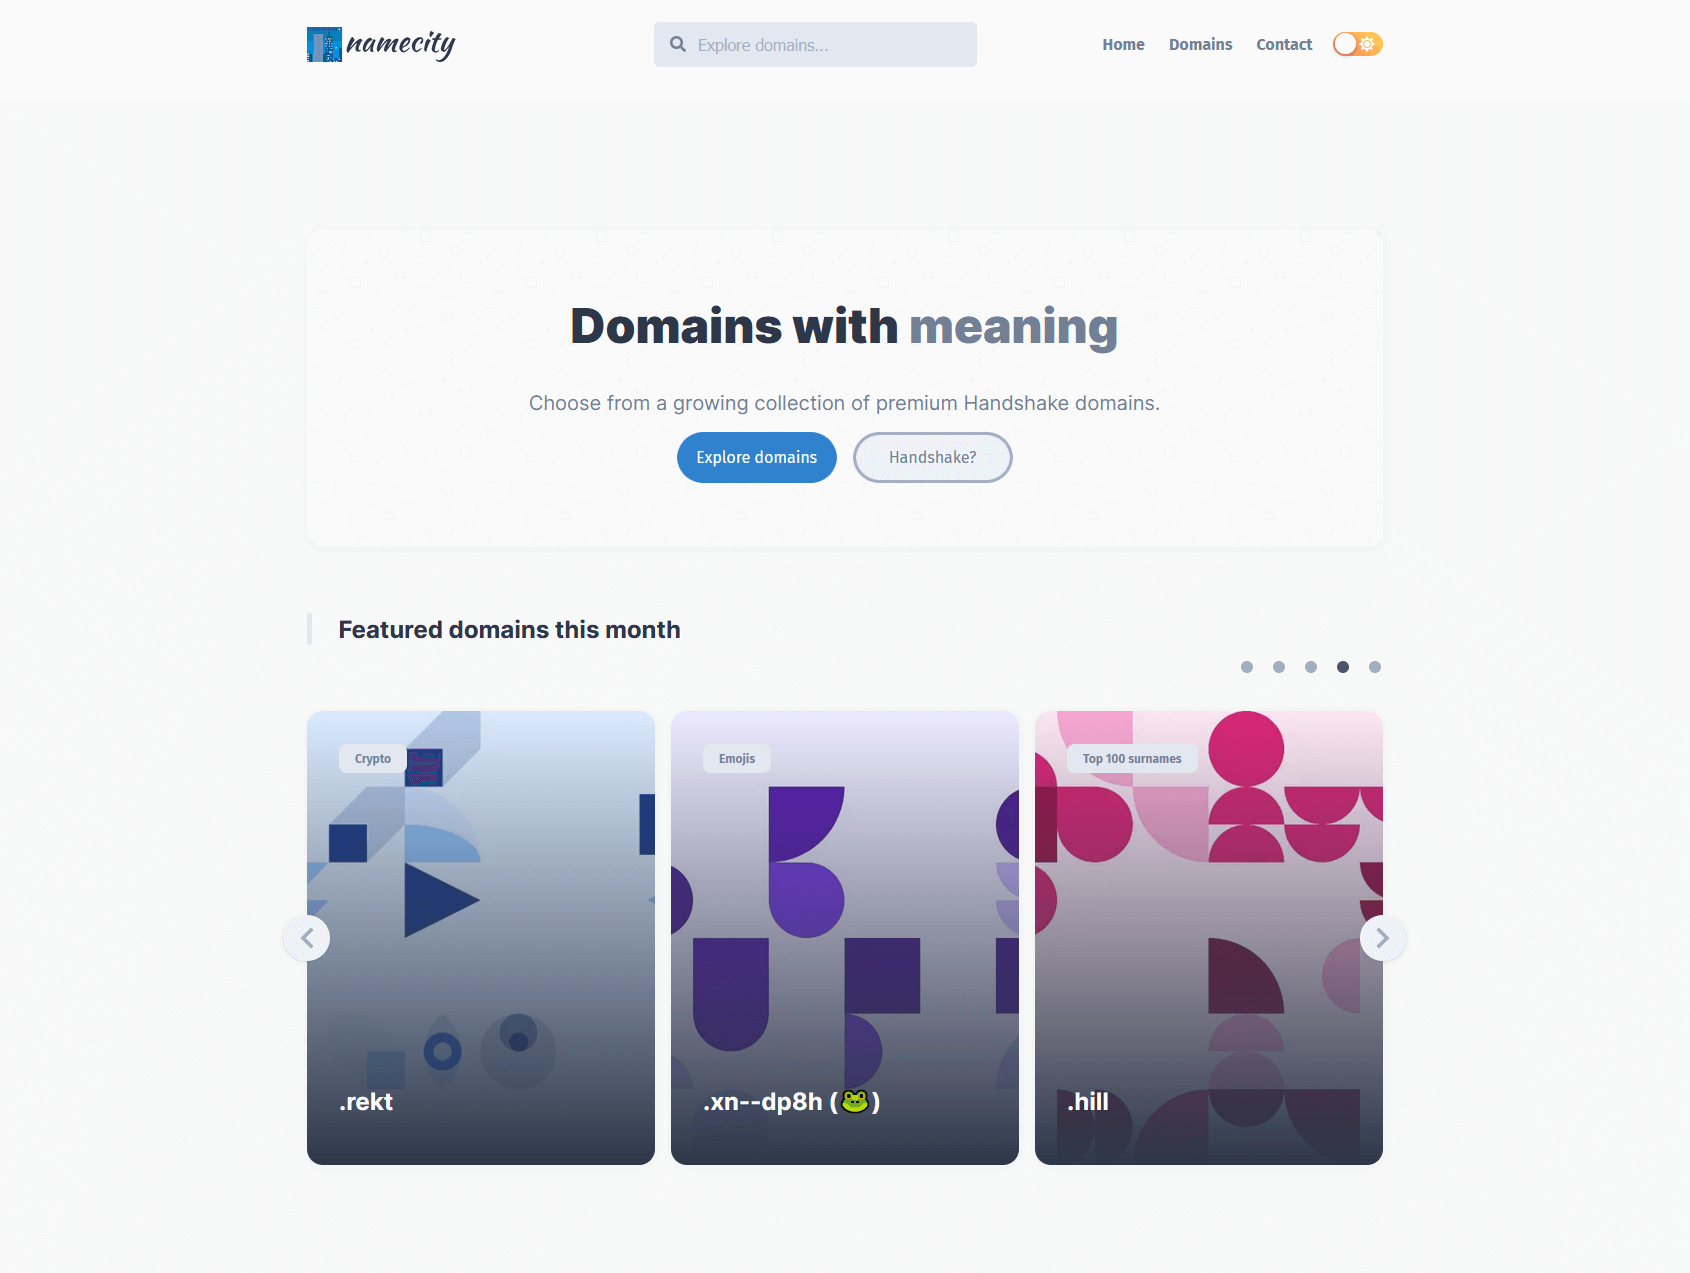 namecity
Explore domains...
Home
Domains
Contact
Domains with meaning
Choose from a growing collection of premium Handshake domains.
Explore domains
Handshake?
Featured domains this month
Crypto
.rekt
Emojis
.xn--dp8h (🐸)
Top 100 surnames
.hill